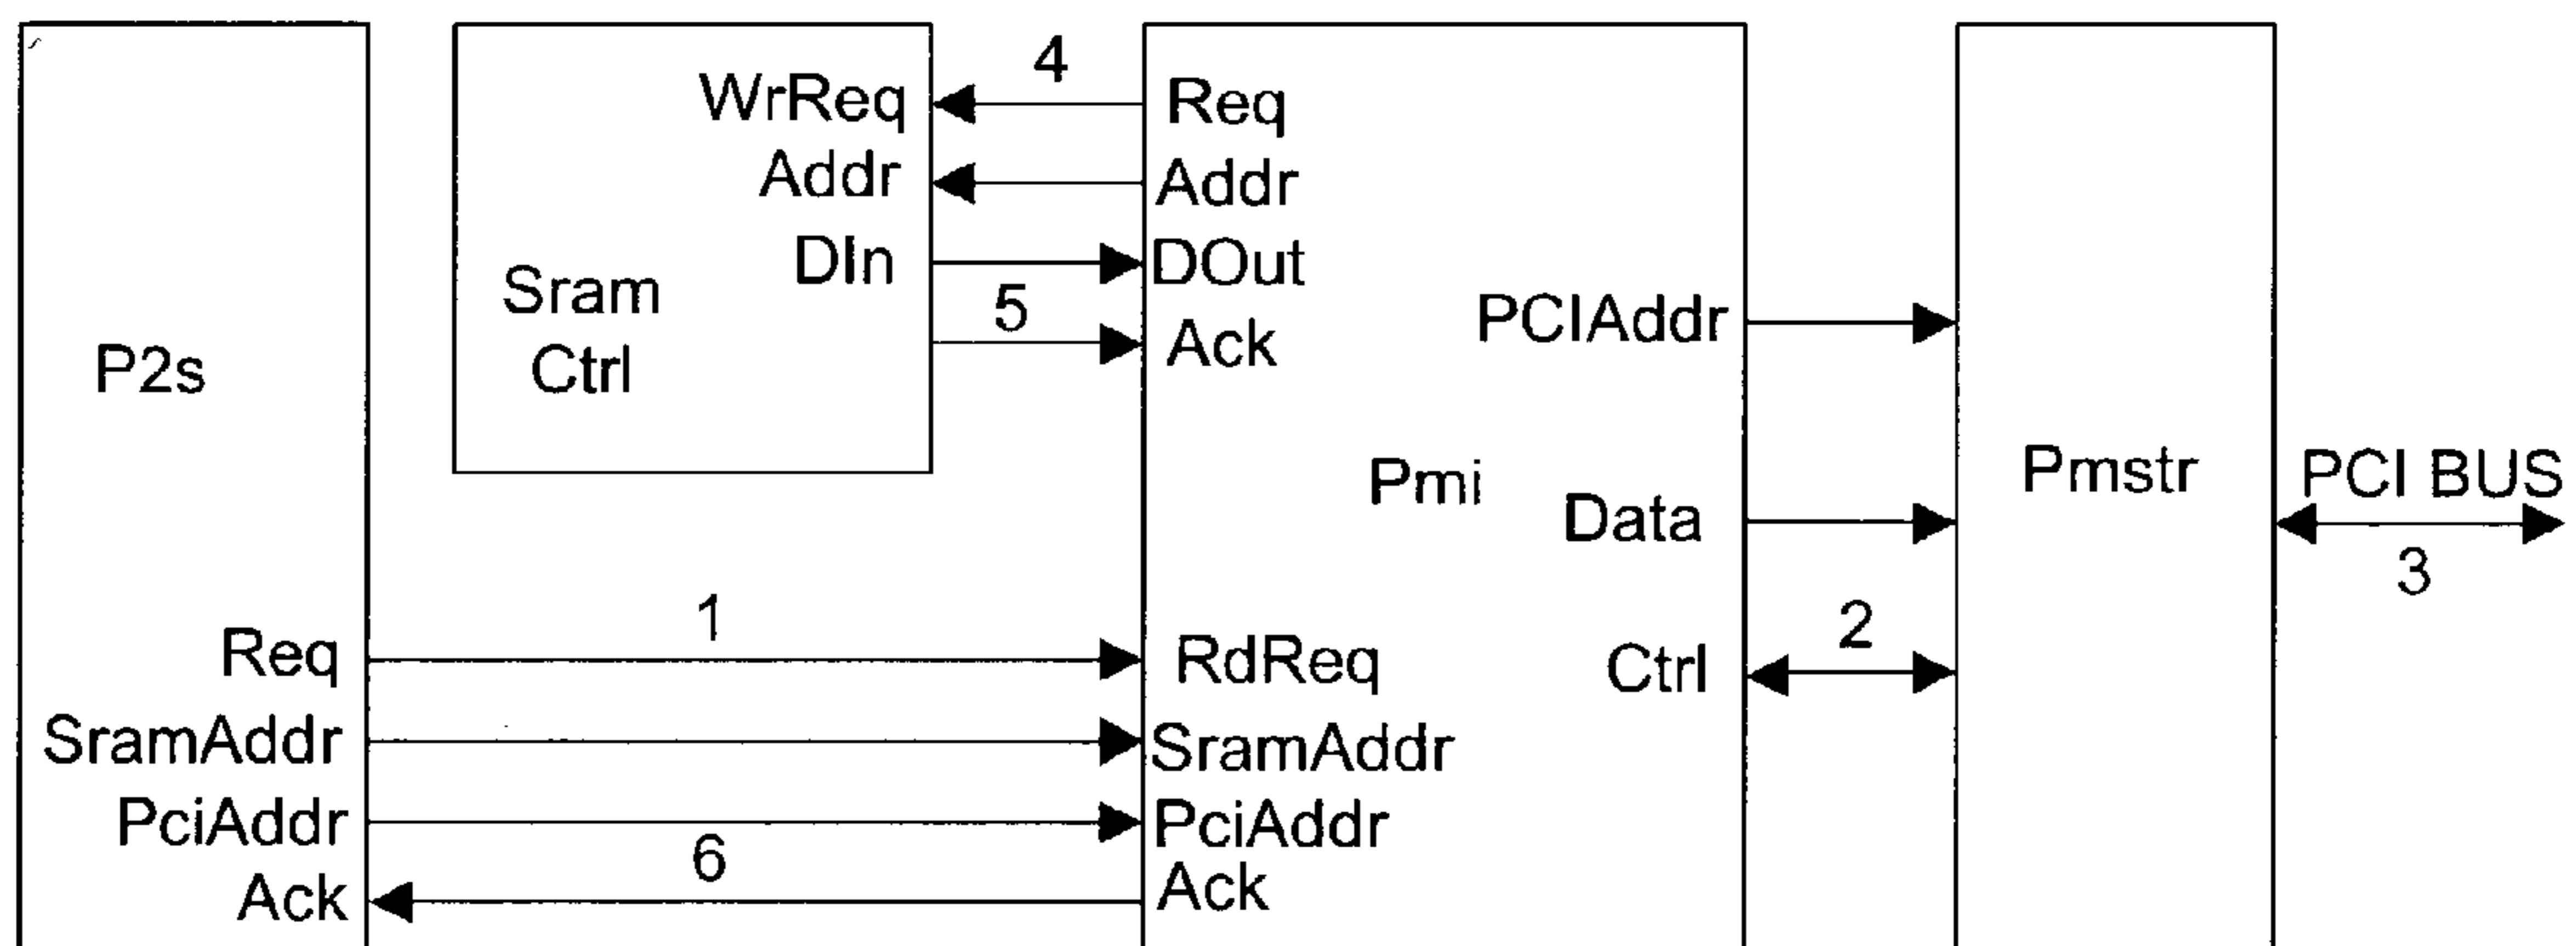 P2s
Req
SramAddr
PciAddr
Ack
WrReq
Addr
DIn
Sram
Ctrl
4
5
1
6
Req
Addr
DOut
Ack
PCIAddr
Pmi
Data
Ctrl
RdReq
SramAddr
PciAddr
Ack
2
Pmstr
PCI BUS
3